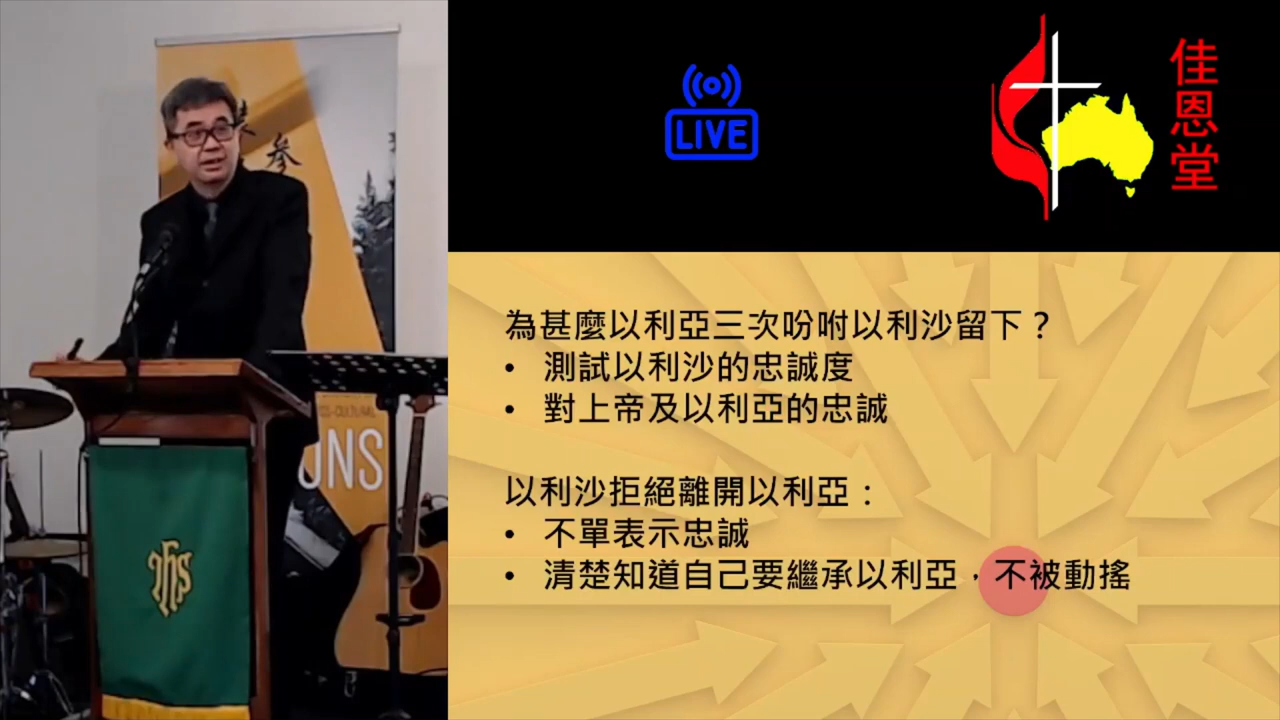 LIVE
佳恩堂
參
UNS
IHS
為甚麼以利亞三次吩咐以利沙留下？
• 測試以利沙的忠誠度
• 對上帝及以利亞的忠誠
以利沙拒絕離開以利亞：
• 不單表示忠誠
• 清楚知道自己要繼承以利亞，不被動搖